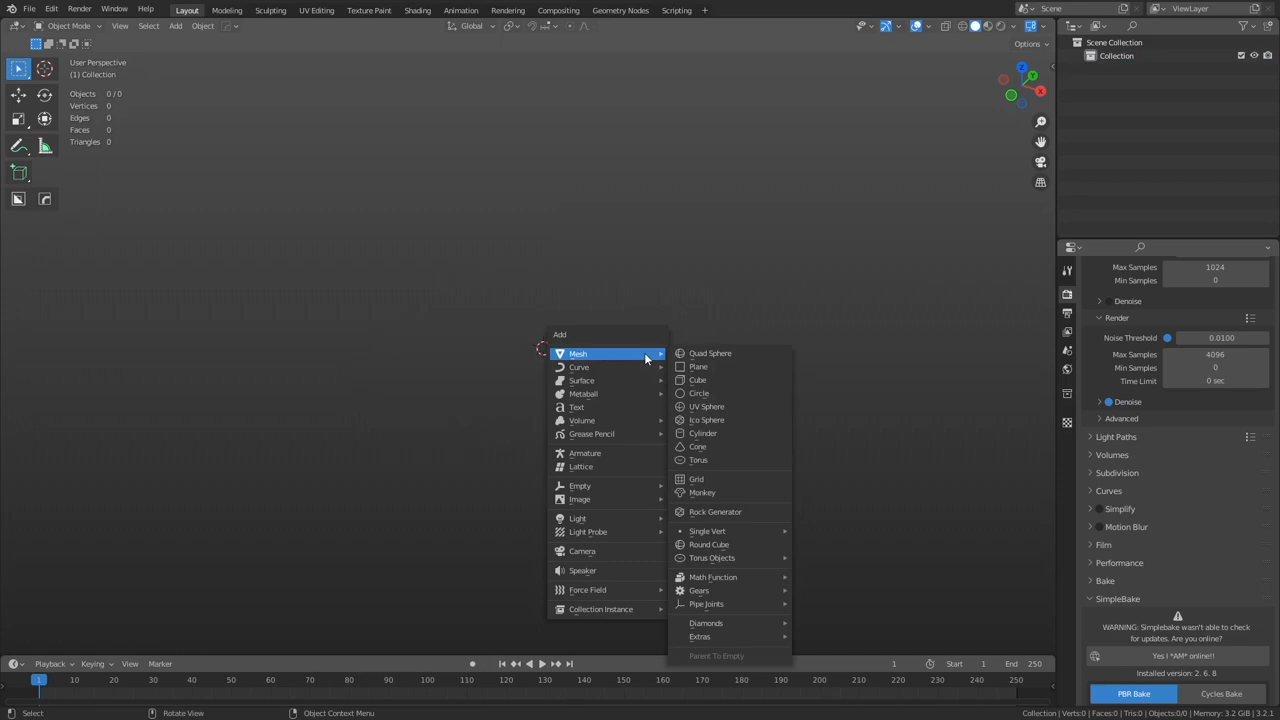 File Edit Render Window Help Layout Modeling Sculpting UV Editing Texture Paint Shading Animation Rendering Compositing Geometry Nodes Scripting + Scene ViewLayer
Object Mode View Select Add Object Global
Options
User Perspective
(1) Collection
Objects 0 / 0
Vertices 0
Edges 0
Faces 0
Triangles 0
Z
Y
X
Add
Mesh
Curve
Surface
Metaball
Text
Volume
Grease Pencil
Armature
Lattice
Empty
Image
Light
Light Probe
Camera
Speaker
Force Field
Collection Instance
Quad Sphere
Plane
Cube
Circle
UV Sphere
Ico Sphere
Cylinder
Cone
Torus
Grid
Monkey
Rock Generator
Single Vert
Round Cube
Torus Objects
Math Function
Gears
Pipe Joints
Diamonds
Extras
Parent To Empty
Scene Collection
Collection
Max Samples 1024
Min Samples 0
Denoise
Render
Noise Threshold 0.0100
Max Samples 4096
Min Samples 0
Time Limit 0 sec
Denoise
Advanced
Light Paths
Volumes
Subdivision
Curves
Simplify
Motion Blur
Film
Performance
Bake
SimpleBake
WARNING: Simplebake wasn't able to check
for updates. Are you online?
Yes I *AM* online!!
Installed version: 2. 6. 8
PBR Bake Cycles Bake
Playback Keying View Marker 1 Start 1 End 250
1 10 20 30 40 50 60 70 80 90 100 110 120 130 140 150 160 170 180 190 200 210 220 230 240 250
Select Rotate View Object Context Menu Collection | Verts:0 | Faces:0 | Tris:0 | Objects:0/0 | Memory: 3.2 GiB | 3.2.1